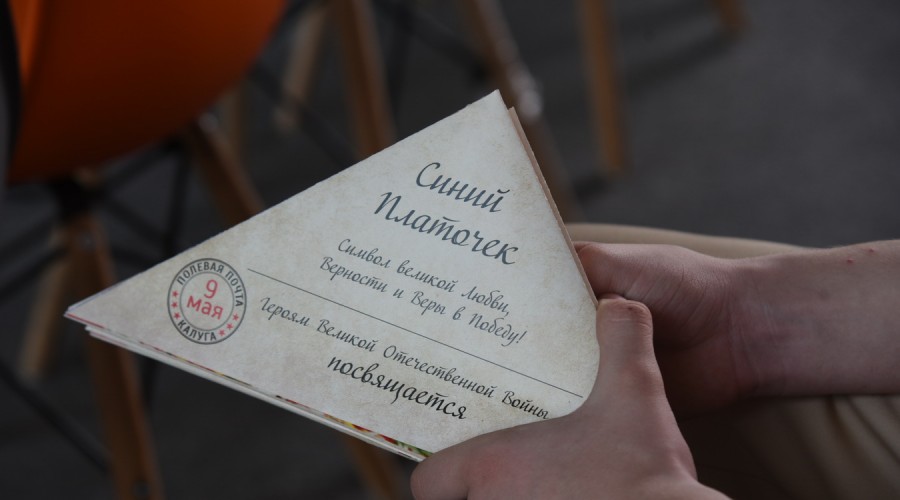 Синий
Платочек
Символ великой Любви,
Верности и Веры в Победу!
ПОЛЕВАЯ ПОЧТА
9
мая
КАЛУГА
Героям Великой Отечественной Войны
посвящается